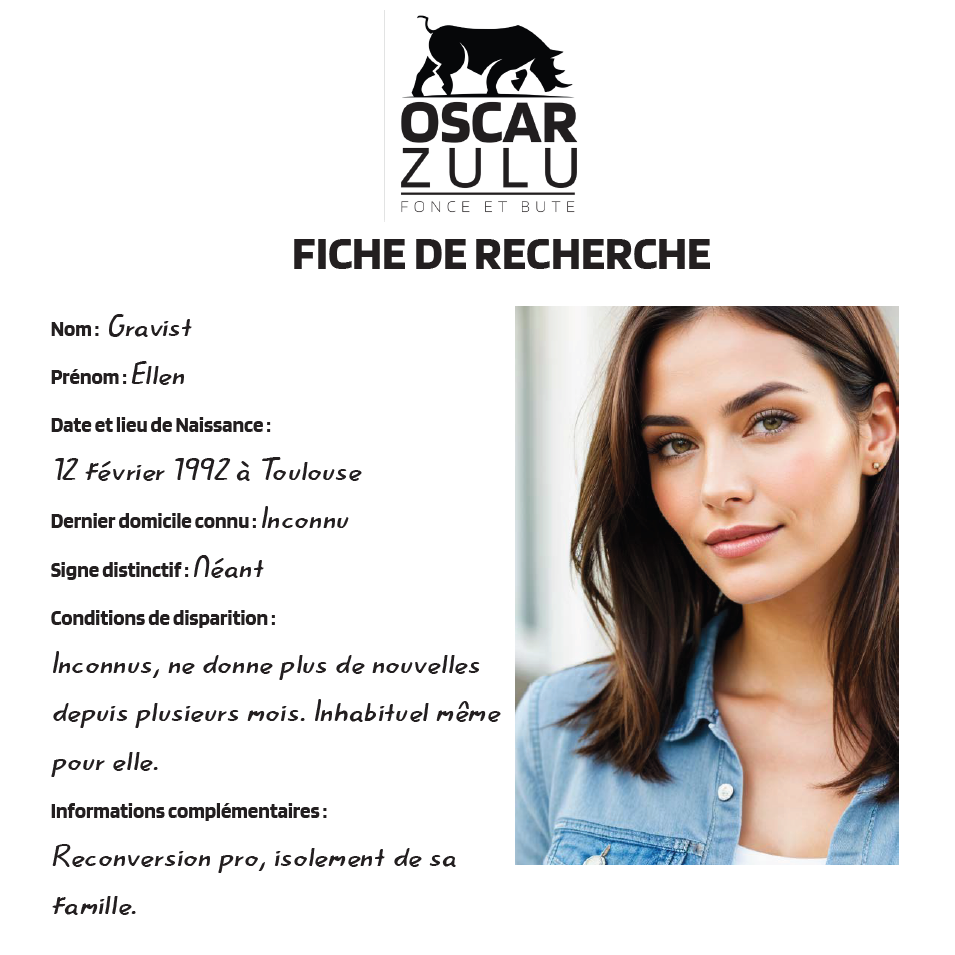 OSCAR
ZULU
FONCE ET BUTE
FICHE DE RECHERCHE
Nom : Gravist
Prénom : Ellen
Date et lieu de Naissance :
12 février 1992 à Toulouse
Dernier domicile connu : Inconnu
Signe distinctif : Néant
Conditions de disparition :
Inconnus, ne donne plus de nouvelles
depuis plusieurs mois. Inhabituel même
pour elle.
Informations complémentaires :
Reconversion pro, isolement de sa
famille.